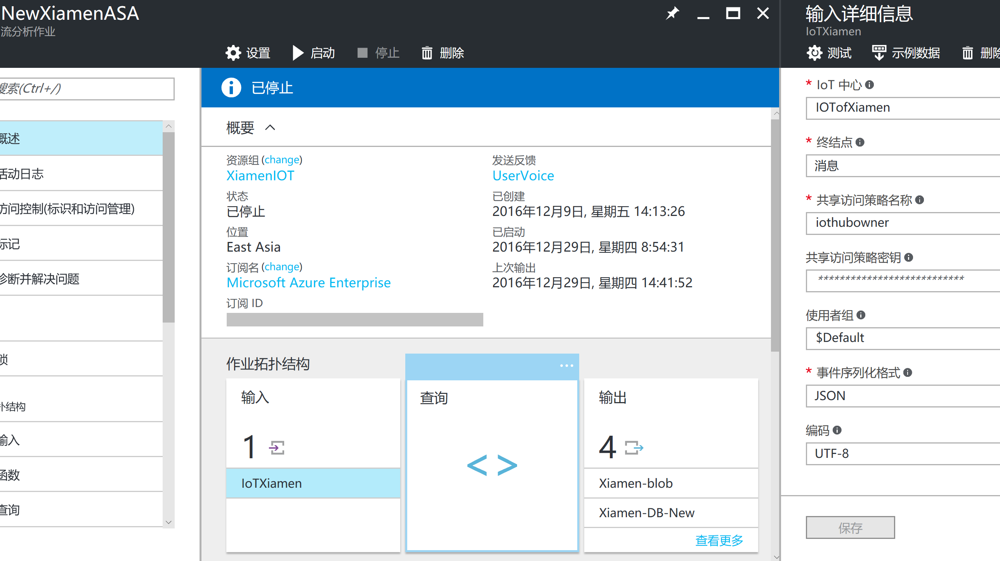 NewXiamenASA
流分析作业
设置
启动
停止
删除
搜索(Ctrl+/)
概述
活动日志
访问控制(标识和访问管理)
标记
诊断并解决问题
锁
扑结构
输入
函数
查询
已停止
概要
资源组 (change)
XiamenIOT
状态
已停止
位置
East Asia
订阅名 (change)
Microsoft Azure Enterprise
订阅 ID
发送反馈
UserVoice
已创建
2016年12月9日, 星期五 14:13:26
已启动
2016年12月29日, 星期四 8:54:31
上次输出
2016年12月29日, 星期四 14:41:52
作业拓扑结构
输入
1
IoTXiamen
查询
< >
输出
4
Xiamen-blob
Xiamen-DB-New
查看更多
输入详细信息
IoTXiamen
测试
示例数据
删除
* IoT 中心
IOTofXiamen
* 终结点
消息
* 共享访问策略名称
iothubowner
共享访问策略密钥
***************************
使用者组
$Default
* 事件序列化格式
JSON
编码
UTF-8
保存